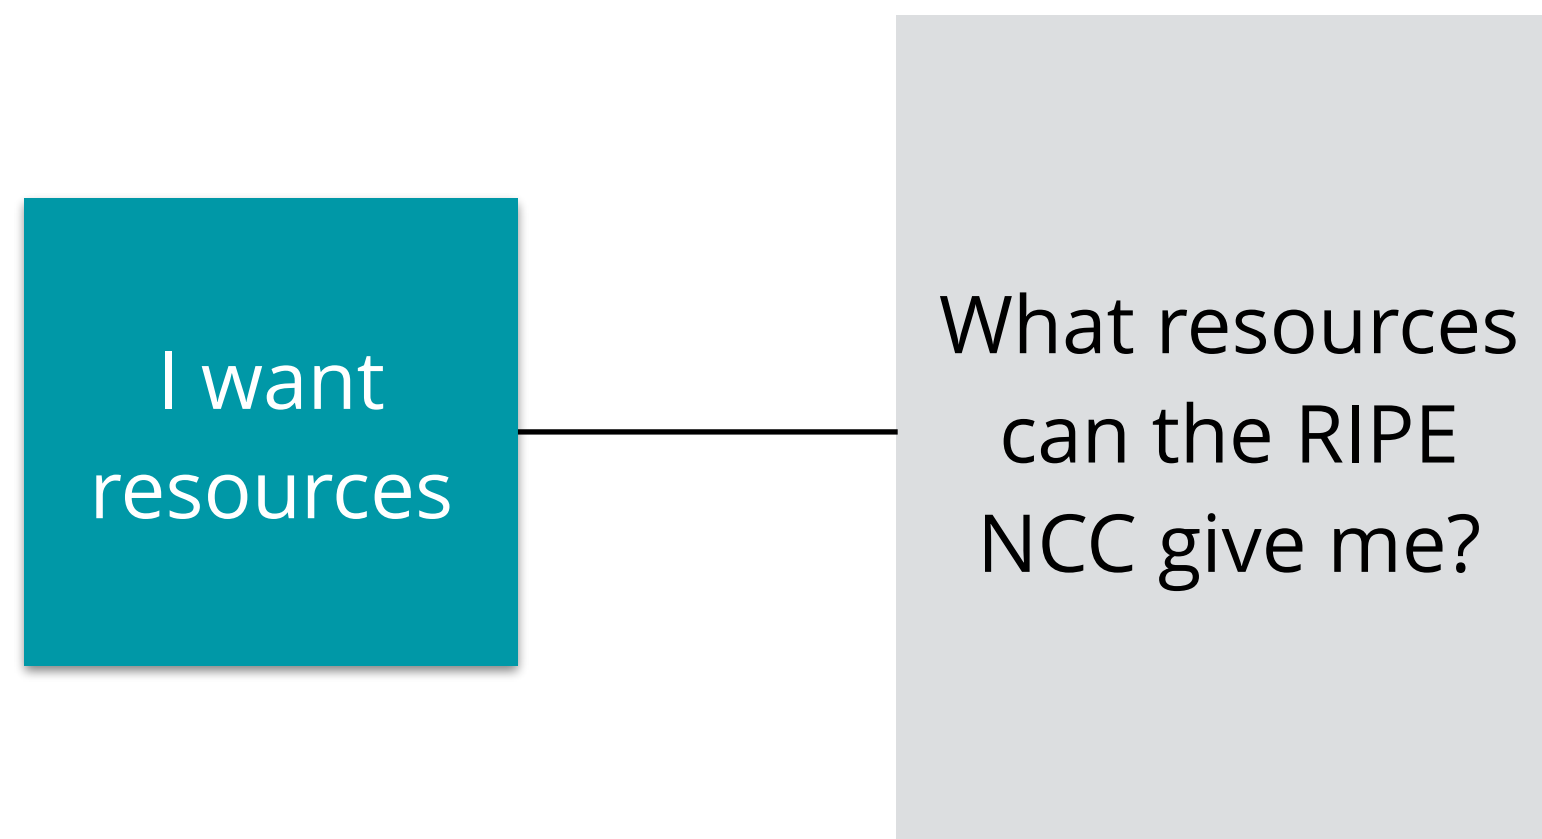 I want
resources
What resources
can the RIPE
NCC give me?